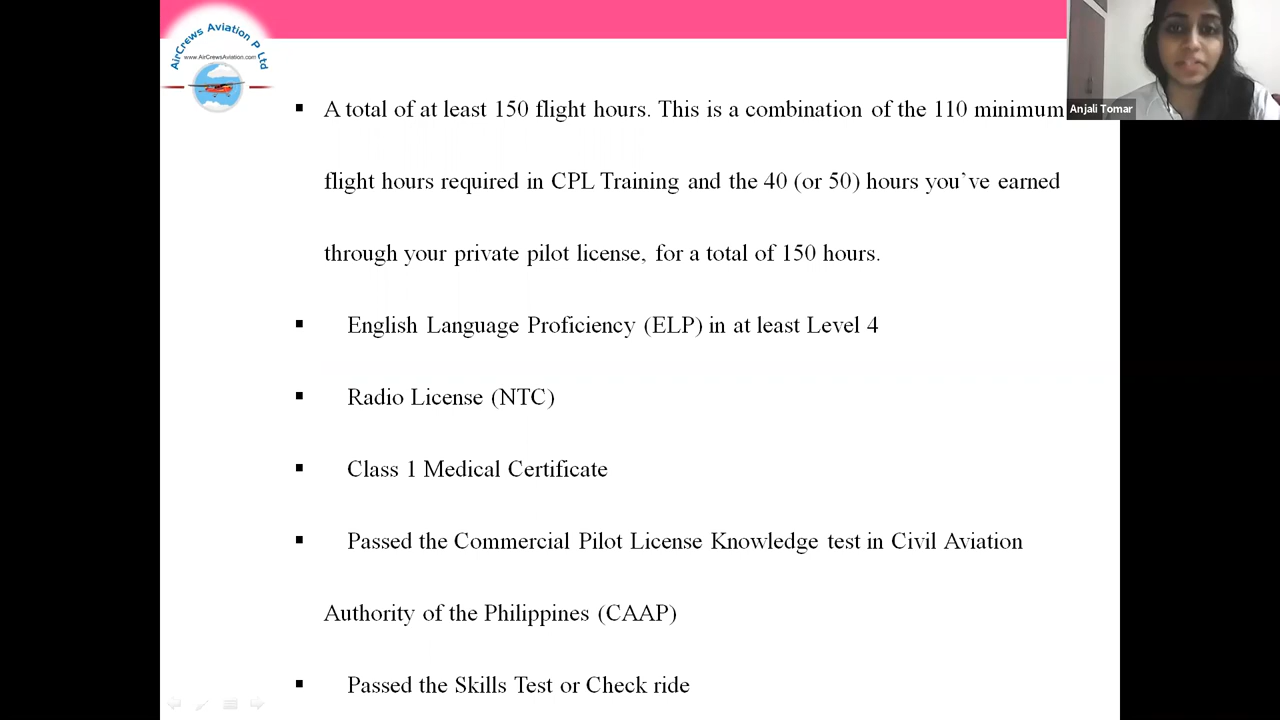 AirCrews Aviation P Ltd
www.AirCrewsAviation.com
Anjali Tomar
▪ A total of at least 150 flight hours. This is a combination of the 110 minimum
flight hours required in CPL Training and the 40 (or 50) hours you've earned
through your private pilot license, for a total of 150 hours.
▪ English Language Proficiency (ELP) in at least Level 4
▪ Radio License (NTC)
▪ Class 1 Medical Certificate
▪ Passed the Commercial Pilot License Knowledge test in Civil Aviation
Authority of the Philippines (CAAP)
▪ Passed the Skills Test or Check ride